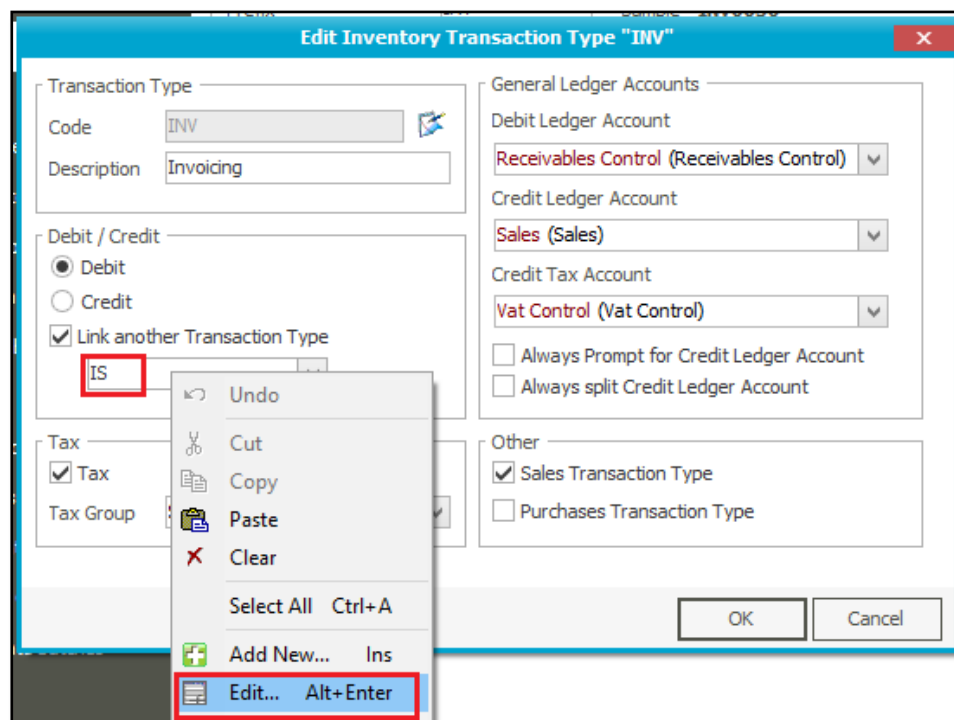 Edit Inventory Transaction Type "INV"
Transaction Type
Code INV
Description Invoicing
Debit / Credit
Debit
Credit
Link another Transaction Type
IS
Tax
Tax
Tax Group
General Ledger Accounts
Debit Ledger Account
Receivables Control (Receivables Control)
Credit Ledger Account
Sales (Sales)
Credit Tax Account
Vat Control (Vat Control)
Always Prompt for Credit Ledger Account
Always split Credit Ledger Account
Other
Sales Transaction Type
Purchases Transaction Type
Undo
Cut
Copy
Paste
Clear
Select All Ctrl+A
Add New... Ins
Edit... Alt+Enter
OK
Cancel